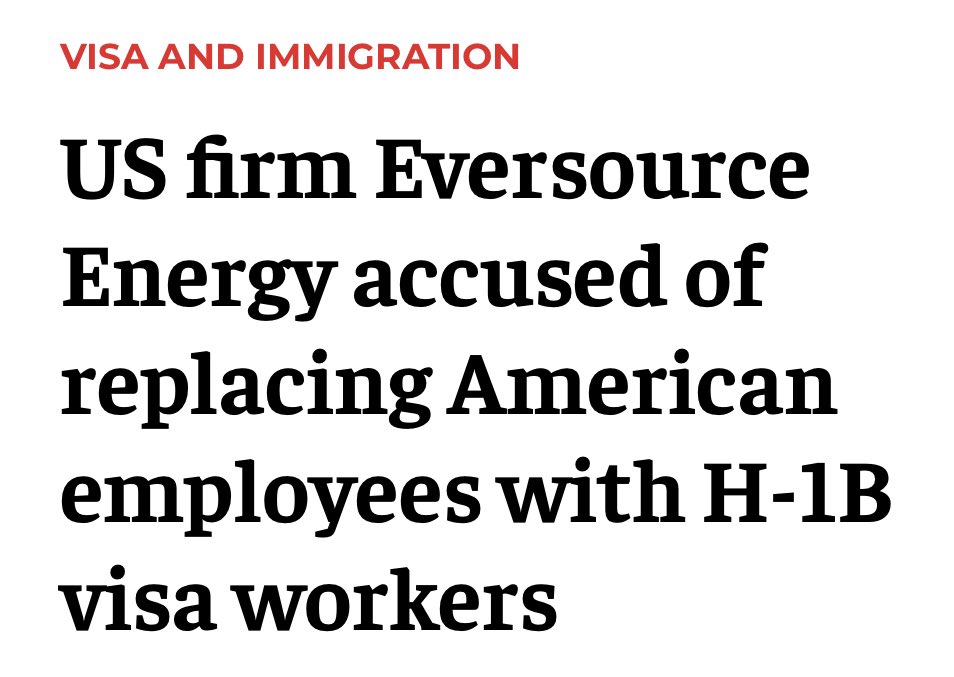 VISA AND IMMIGRATION
US firm Eversource
Energy accused of
replacing American
employees with H-1B
visa workers